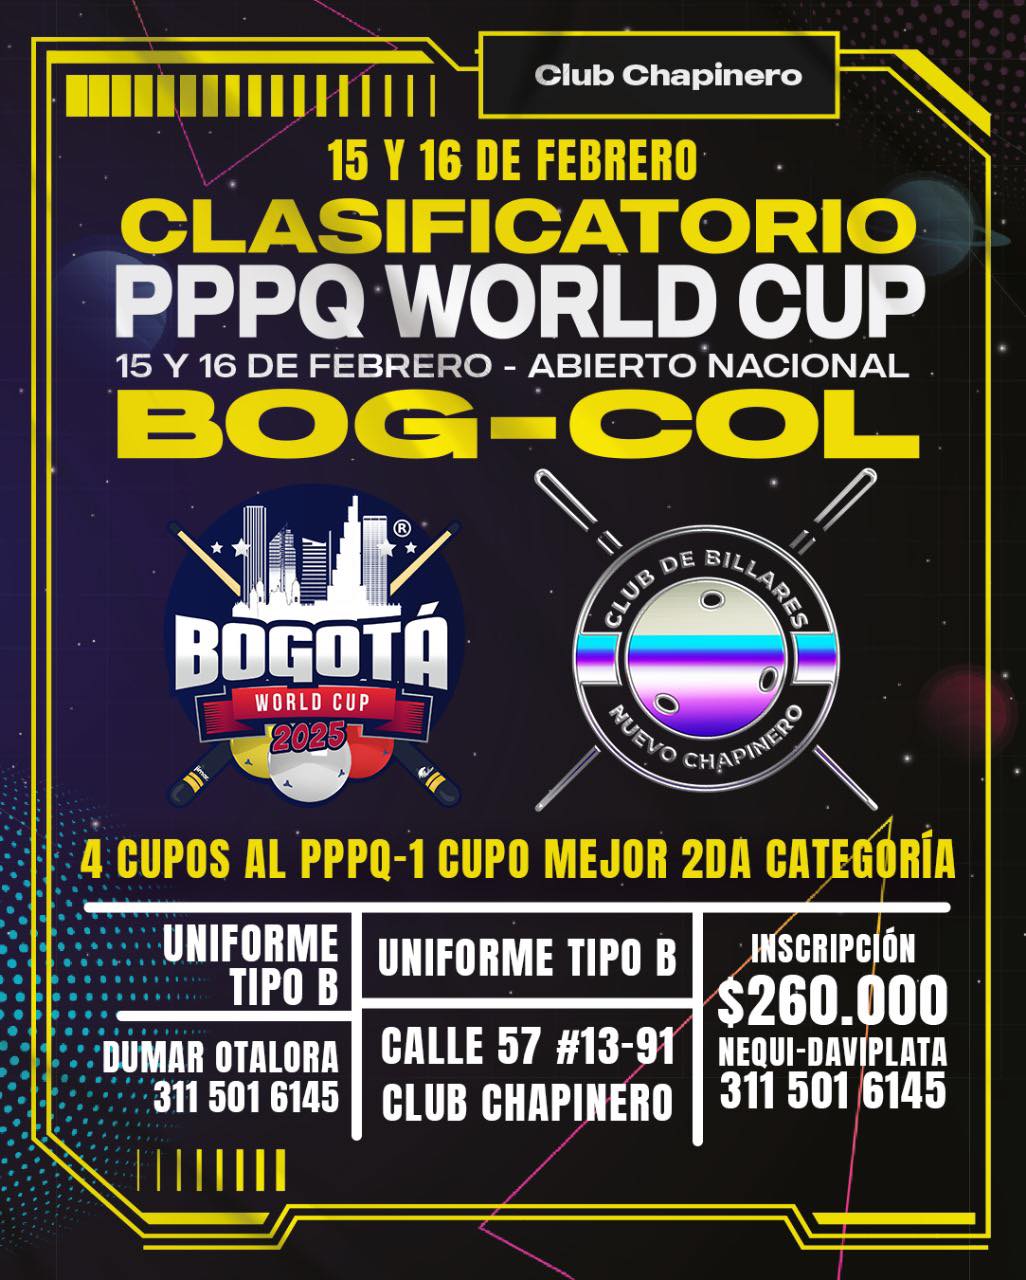 Club Chapinero
15 Y 16 DE FEBRERO
CLASIFICATORIO
PPPQ WORLD CUP
15 Y 16 DE FEBRERO - ABIERTO NACIONAL
BOG-COL
®
BOGOTÁ
WORLD CUP
2025
CLUB DE BILLARES
NUEVO CHAPINERO
4 CUPOS AL PPPQ-1 CUPO MEJOR 2DA CATEGORÍA
UNIFORME
TIPO B
DUMAR OTALORA
311 501 6145
UNIFORME TIPO B
CALLE 57 #13-91
CLUB CHAPINERO
INSCRIPCIÓN
$260.000
NEQUI-DAVIPLATA
311 501 6145